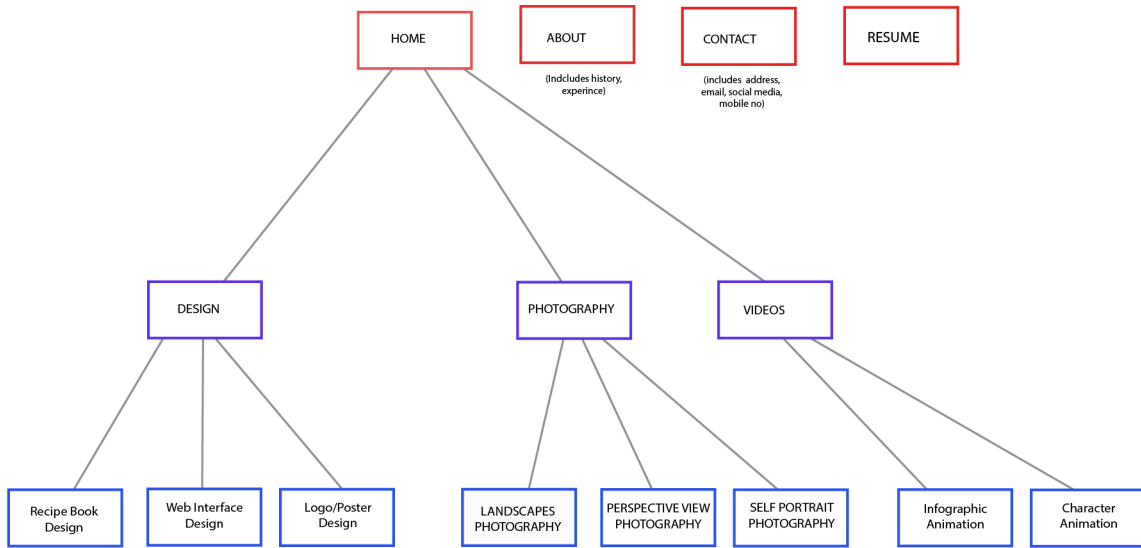 HOME
ABOUT
CONTACT
RESUME
(Indcludes history,
experince)
(includes address,
email, social media,
mobile no)
DESIGN
PHOTOGRAPHY
VIDEOS
Recipe Book
Design
Web Interface
Design
Logo/Poster
Design
LANDSCAPES
PHOTOGRAPHY
PERSPECTIVE VIEW
PHOTOGRAPHY
SELF PORTRAIT
PHOTOGRAPHY
Infographic
Animation
Character
Animation